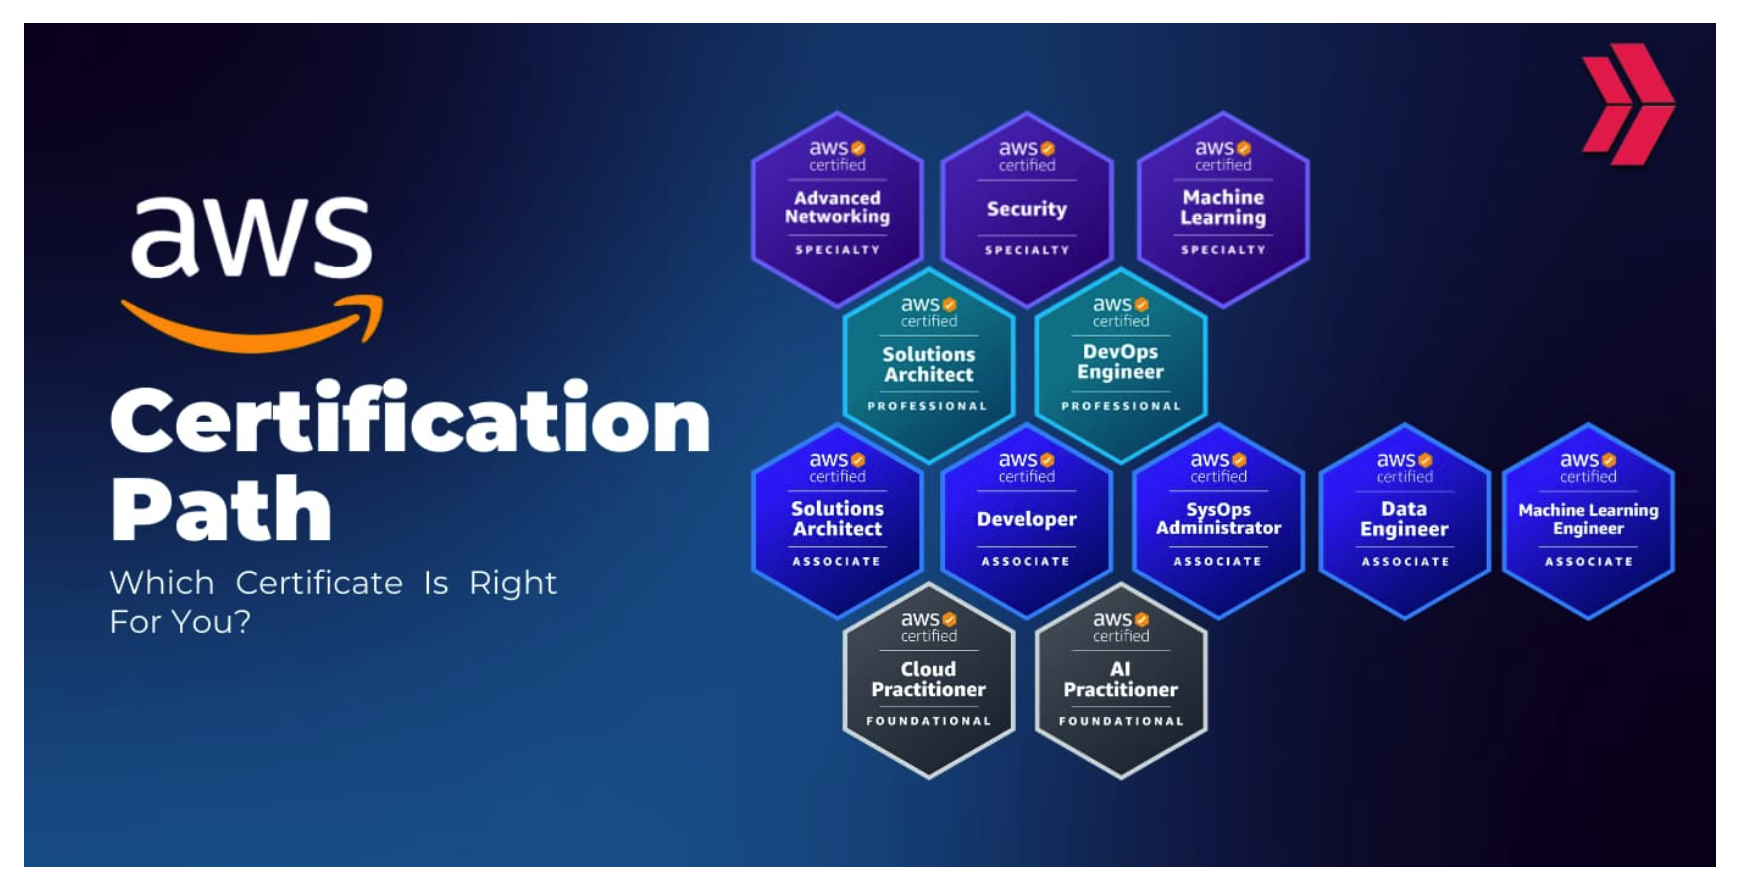 aws
Certification
Path
Which Certificate Is Right
For You?
aws
certified
Advanced
Networking
SPECIALTY
aws
certified
Security
SPECIALTY
aws
certified
Machine
Learning
SPECIALTY
aws
certified
Solutions
Architect
PROFESSIONAL
aws
certified
DevOps
Engineer
PROFESSIONAL
aws
certified
Solutions
Architect
ASSOCIATE
aws
certified
Developer
ASSOCIATE
aws
certified
SysOps
Administrator
ASSOCIATE
aws
certified
Data
Engineer
ASSOCIATE
aws
certified
Machine Learning
Engineer
ASSOCIATE
aws
certified
Cloud
Practitioner
FOUNDATIONAL
aws
certified
AI
Practitioner
FOUNDATIONAL